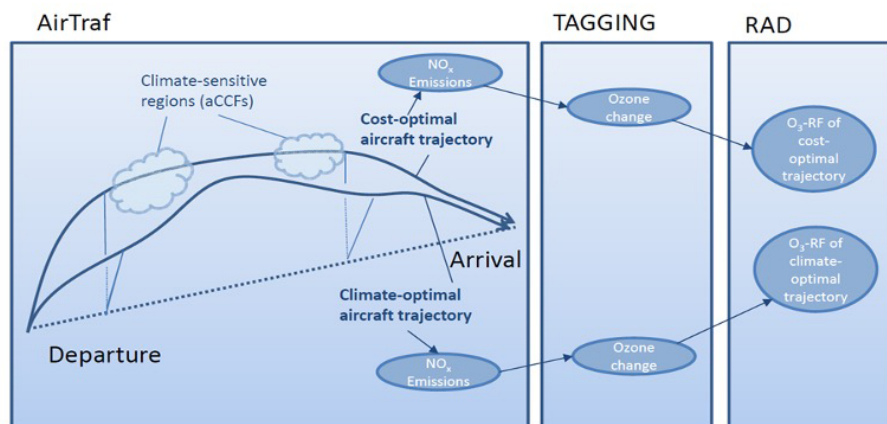 AirTraf
TAGGING
RAD
Climate-sensitive
regions (aCCFs)
NOₓ
Emissions
Cost-optimal
aircraft trajectory
Ozone
change
O₃-RF of
cost-
optimal
trajectory
Arrival
Climate-optimal
aircraft trajectory
Departure
NOₓ
Emissions
Ozone
change
O₃-RF of
climate-
optimal
trajectory